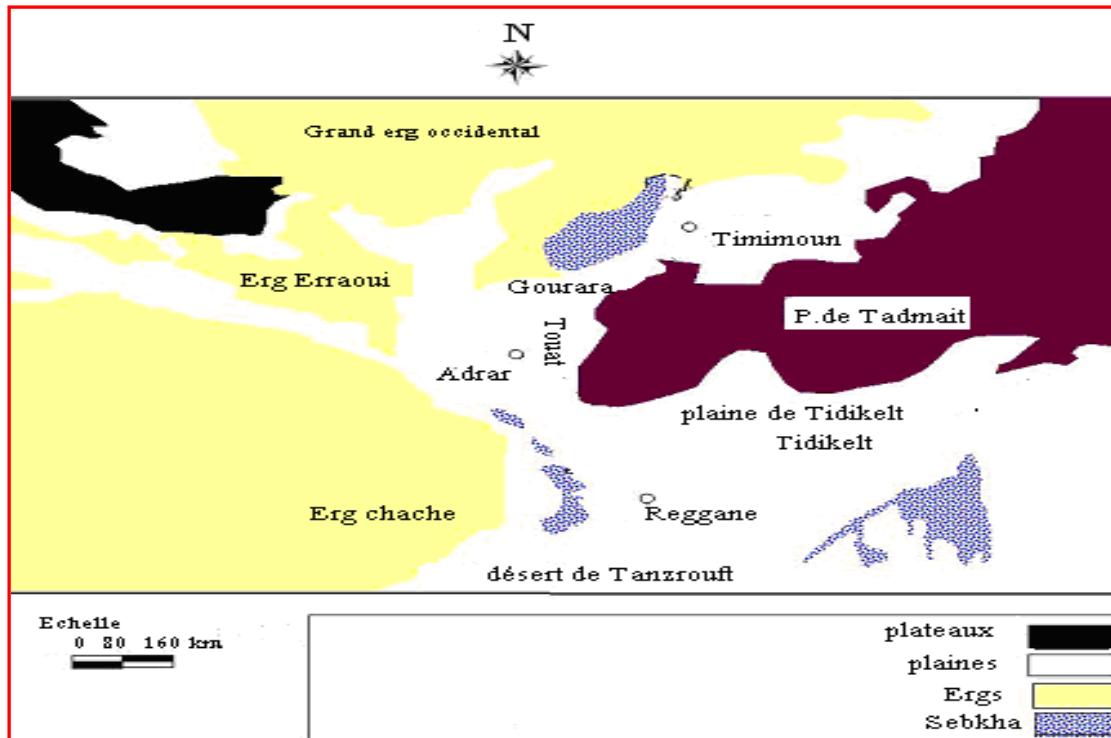 N
Grand erg occidental
Timimoun
Erg Erraoui
Gourara
P.de Tadmait
Touat
Adrar
plaine de Tidikelt
Tidikelt
Erg chache
Reggane
désert de Tanzrouft
Echelle
0 80 160 km
plateaux
plaines
Ergs
Sebkha